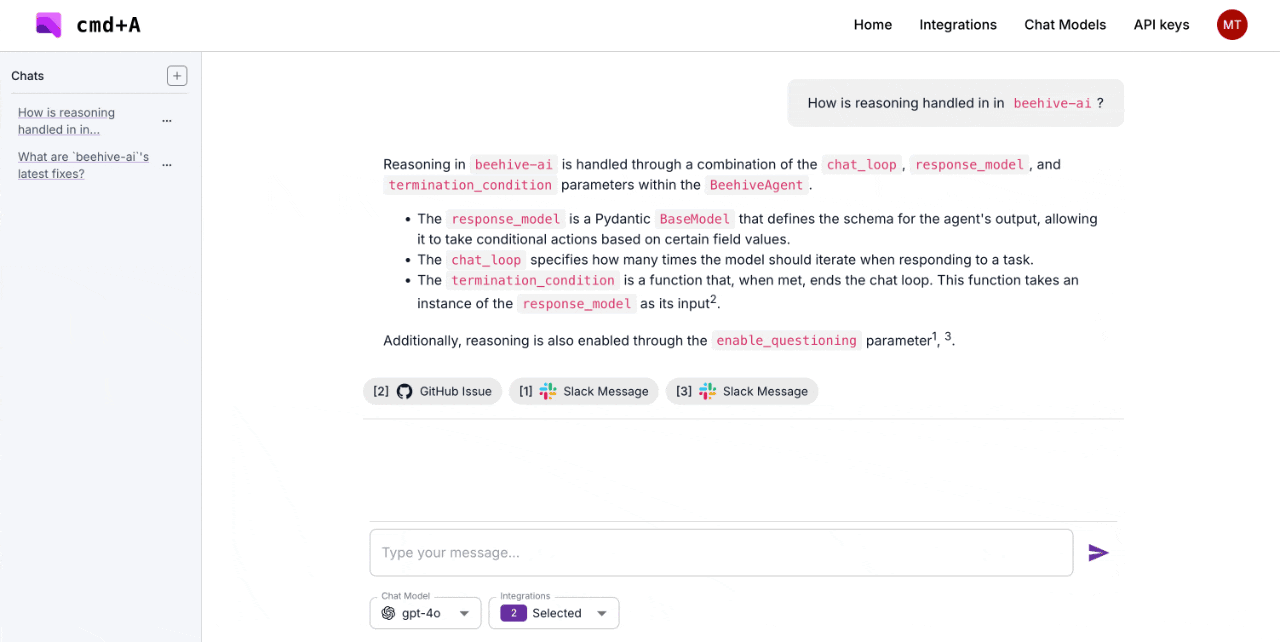 cmd+A
Home Integrations Chat Models API keys MT
Chats +
How is reasoning
handled in in... ...
What are `beehive-ai`'s
latest fixes? ...
How is reasoning handled in in beehive-ai ?
Reasoning in beehive-ai is handled through a combination of the chat_loop , response_model , and
termination_condition parameters within the BeehiveAgent .
• The response_model is a Pydantic BaseModel that defines the schema for the agent's output, allowing
it to take conditional actions based on certain field values.
• The chat_loop specifies how many times the model should iterate when responding to a task.
• The termination_condition is a function that, when met, ends the chat loop. This function takes an
instance of the response_model as its input².
Additionally, reasoning is also enabled through the enable_questioning parameter¹, ³.
[2] GitHub Issue [1] Slack Message [3] Slack Message
Type your message...
Chat Model Integrations
gpt-4o 2 Selected